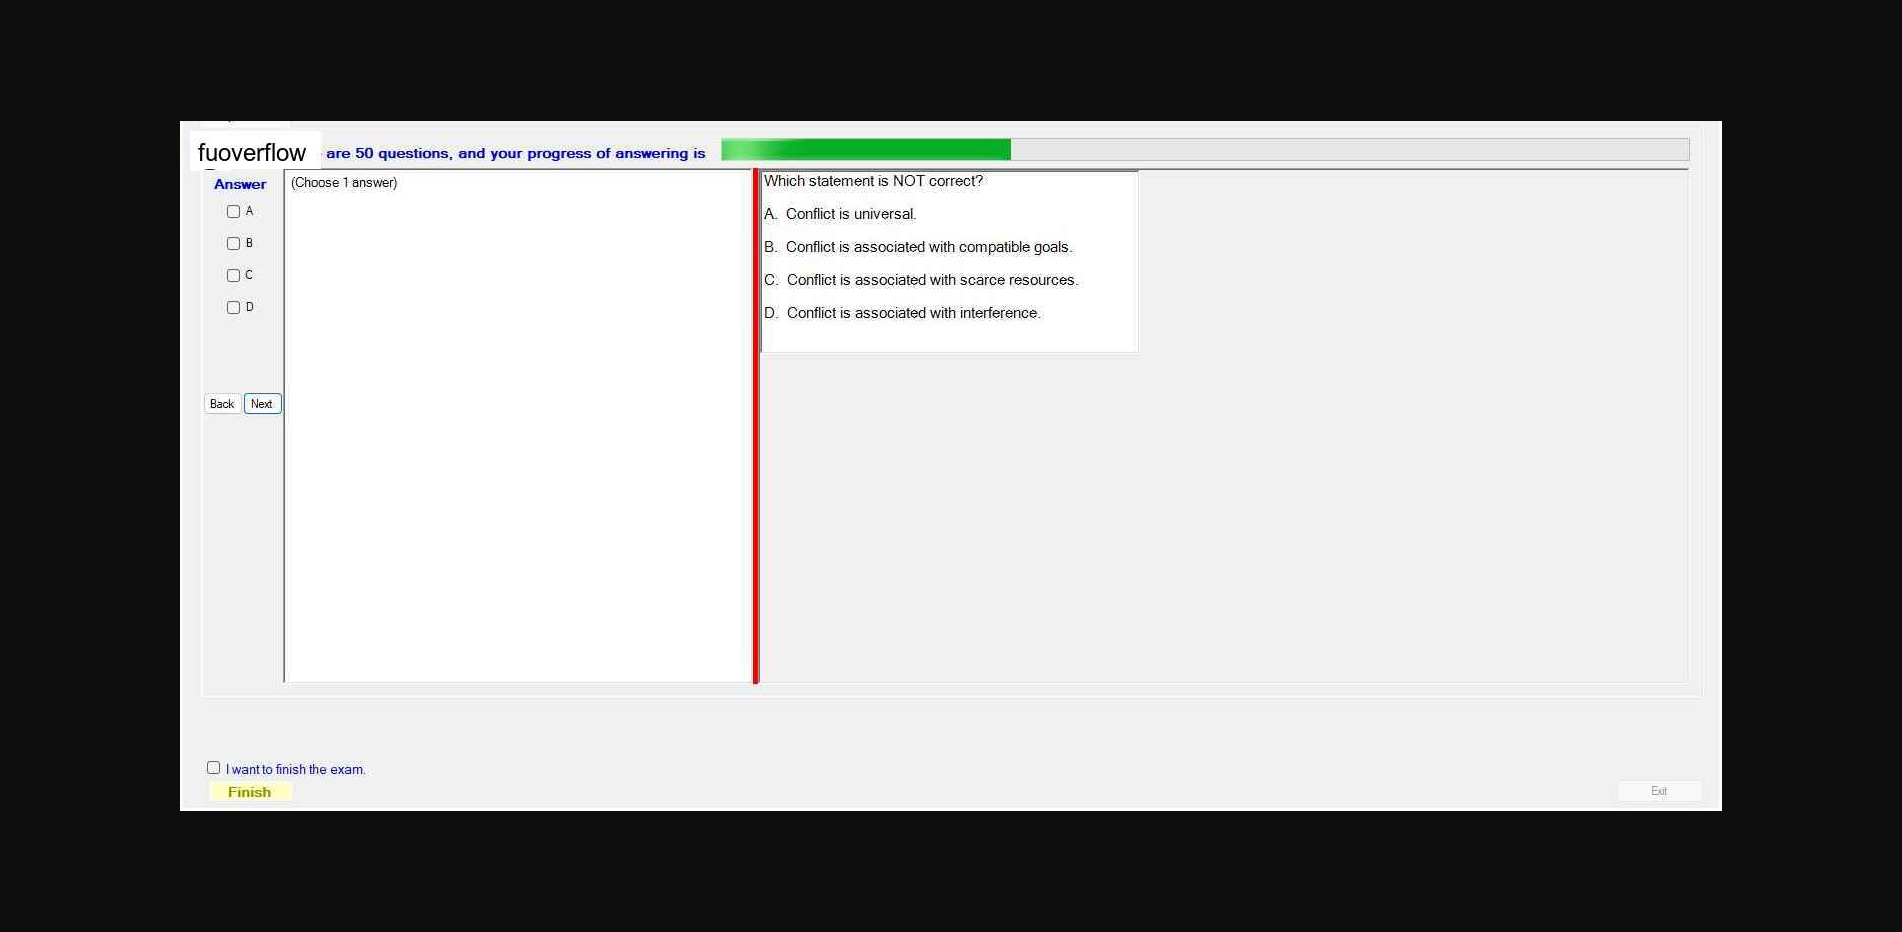 fuoverflow are 50 questions, and your progress of answering is
Answer
(Choose 1 answer)
A
B
C
D
Back Next
Which statement is NOT correct?
A. Conflict is universal.
B. Conflict is associated with compatible goals.
C. Conflict is associated with scarce resources.
D. Conflict is associated with interference.
I want to finish the exam.
Finish
Exit